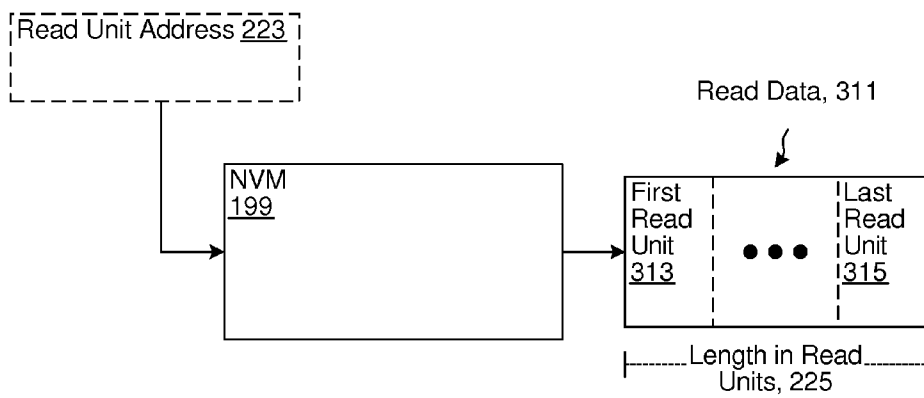 Read Unit Address 223
Read Data, 311
NVM
199
First
Read
Unit
313
Last
Read
Unit
315
Length in Read
Units, 225